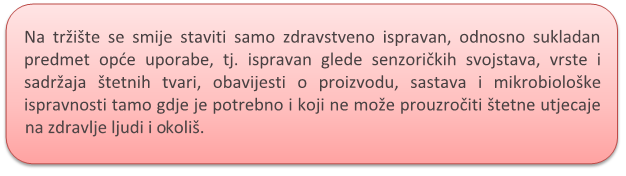 Na tržište se smije staviti samo zdravstveno ispravan, odnosno sukladan
predmet opće uporabe, tj. ispravan glede senzoričkih svojstava, vrste i
sadržaja štetnih tvari, obavijesti o proizvodu, sastava i mikrobiološke
ispravnosti tamo gdje je potrebno i koji ne može prouzročiti štetne utjecaje
na zdravlje ljudi i okoliš.